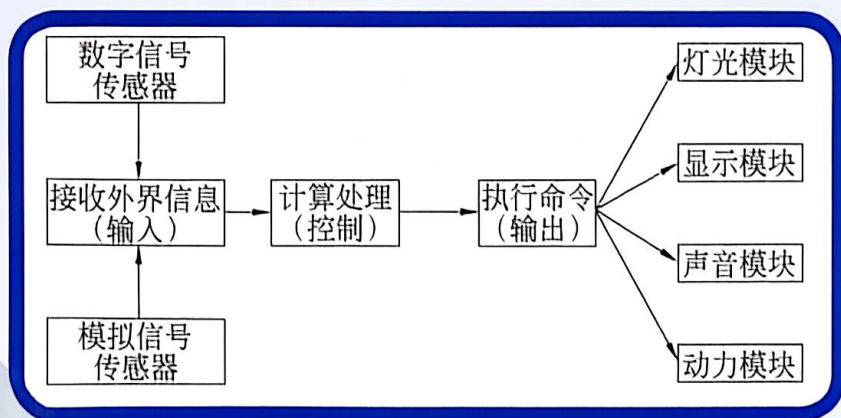 数字信号
传感器
接收外界信息
（输入）
模拟信号
传感器
计算处理
（控制）
执行命令
（输出）
灯光模块
显示模块
声音模块
动力模块